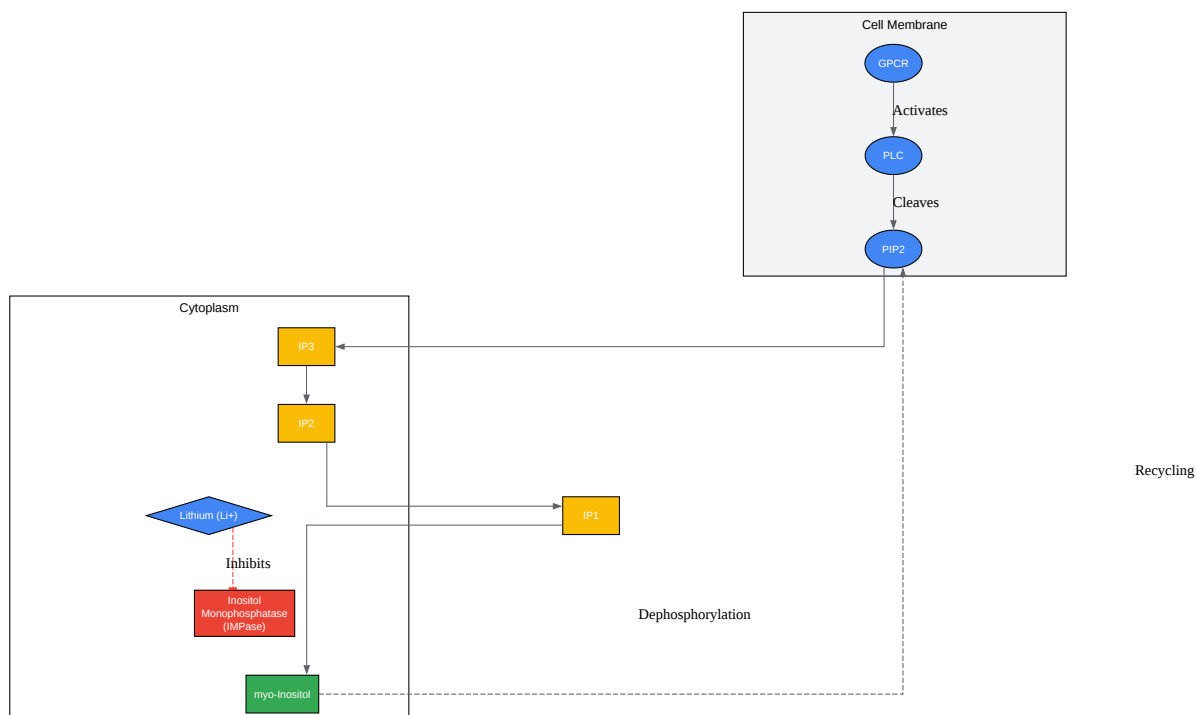 Cell Membrane
GPCR
Activates
PLC
Cleaves
PIP2
Cytoplasm
IP3
IP2
Recycling
Lithium (Li+)
IP1
Inhibits
Inositol
Monophosphatase
(IMPase)
Dephosphorylation
myo-Inositol